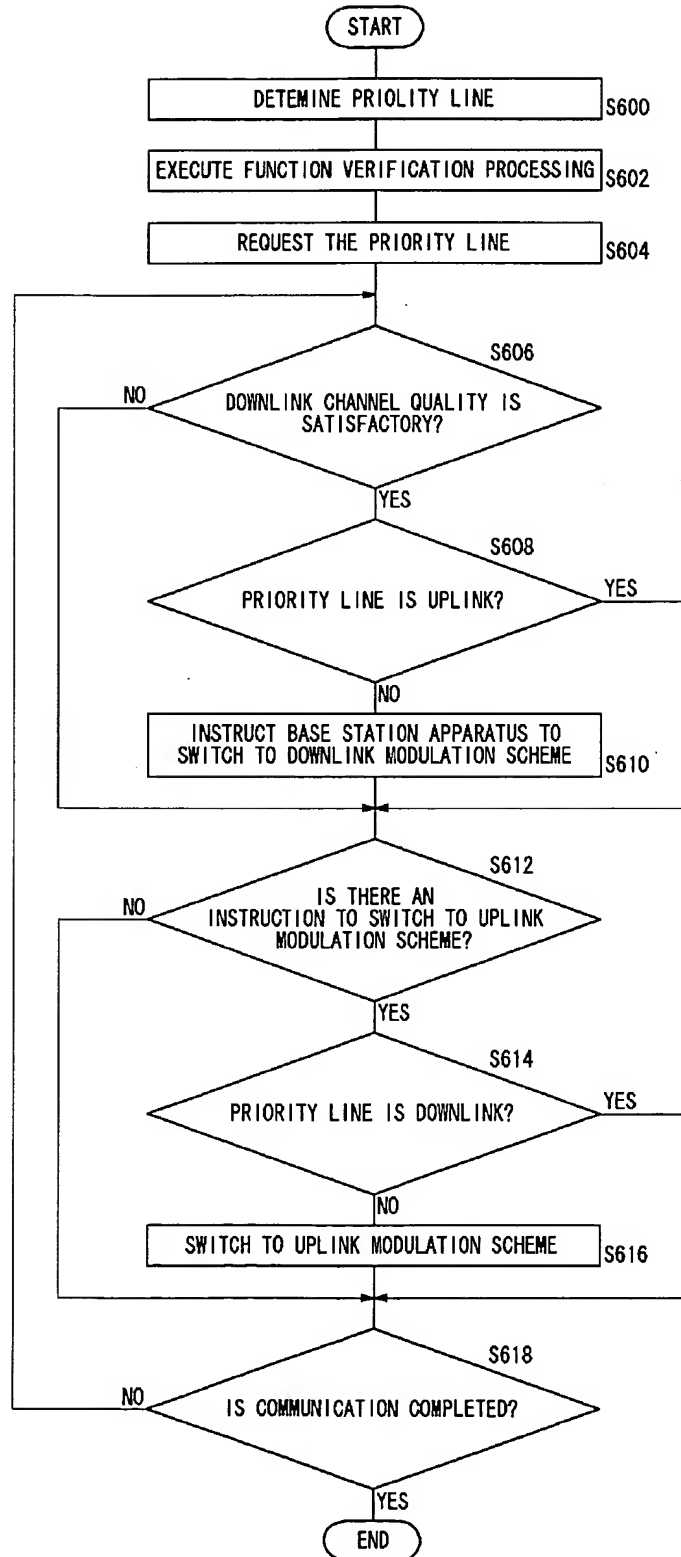 START
DETEMINE PRIOLITY LINE
S600
EXECUTE FUNCTION VERIFICATION PROCESSING
S602
REQUEST THE PRIORITY LINE
S604
S606
NO
DOWNLINK CHANNEL QUALITY IS
SATISFACTORY?
YES
S608
PRIORITY LINE IS UPLINK?
YES
NO
INSTRUCT BASE STATION APPARATUS TO
SWITCH TO DOWNLINK MODULATION SCHEME
S610
S612
NO
IS THERE AN
INSTRUCTION TO SWITCH TO UPLINK
MODULATION SCHEME?
YES
S614
PRIORITY LINE IS DOWNLINK?
YES
NO
SWITCH TO UPLINK MODULATION SCHEME
S616
S618
NO
IS COMMUNICATION COMPLETED?
YES
END